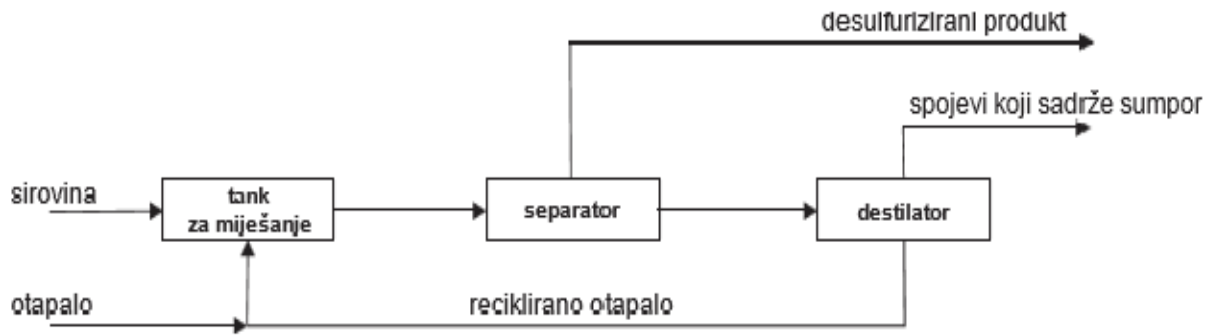 desulfurizirani produkt
spojevi koji sadrže sumpor
sirovina
tank
za miješanje
separator
destilator
otapalo
reciklirano otapalo